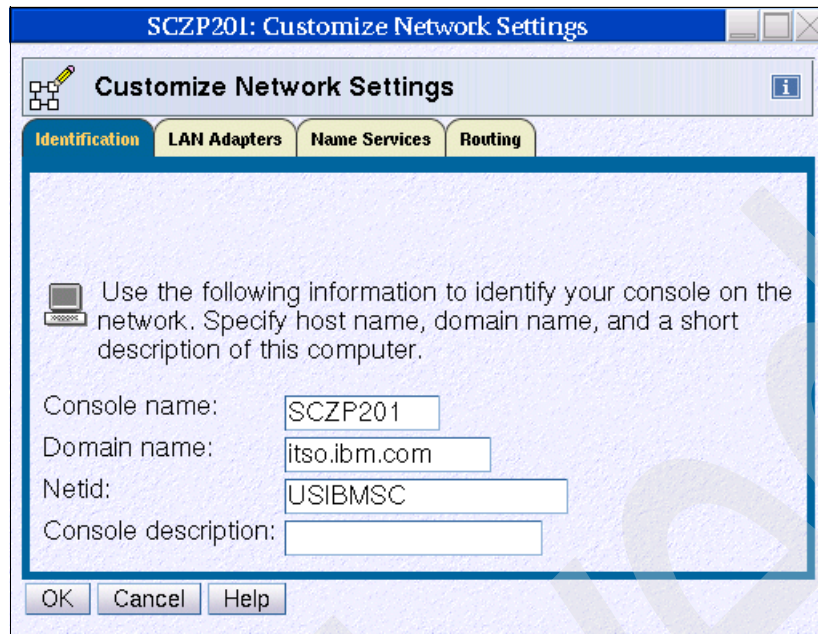 SCZP201: Customize Network Settings
Customize Network Settings
Identification LAN Adapters Name Services Routing
Use the following information to identify your console on the
network. Specify host name, domain name, and a short
description of this computer.
Console name: SCZP201
Domain name: itso.ibm.com
Netid: USIBMSC
Console description:
OK Cancel Help